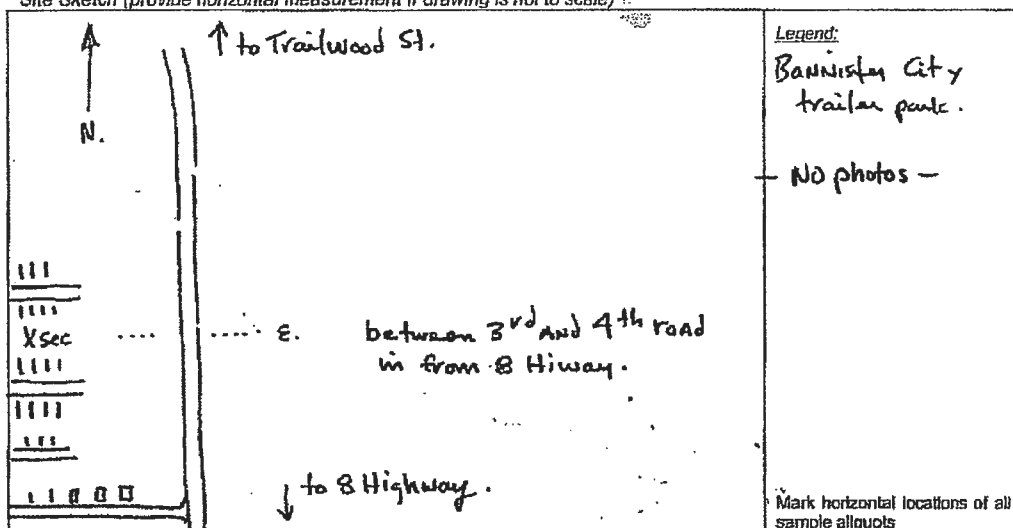 Site Sketch (provide horizontal measurement if drawing is not to scale)
↑ to Trailwood St.
N.
Xsec ..... ..... E.
between 3rd AND 4th road
in from 8 Hiway.
↓ to 8 Highway.
Legend:
Bannister City
trailer park.
- No photos -
Mark horizontal locations of all
sample aliquots